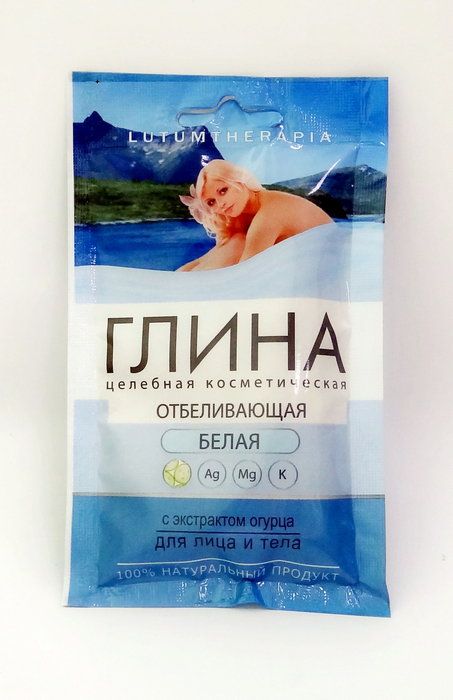 LUTUMTHERAPIA
ГЛИНА
целебная косметическая
ОТБЕЛИВАЮЩАЯ
БЕЛАЯ
Ag Mg K
с экстрактом огурца
для лица и тела
100% НАТУРАЛЬНЫЙ ПРОДУКТ